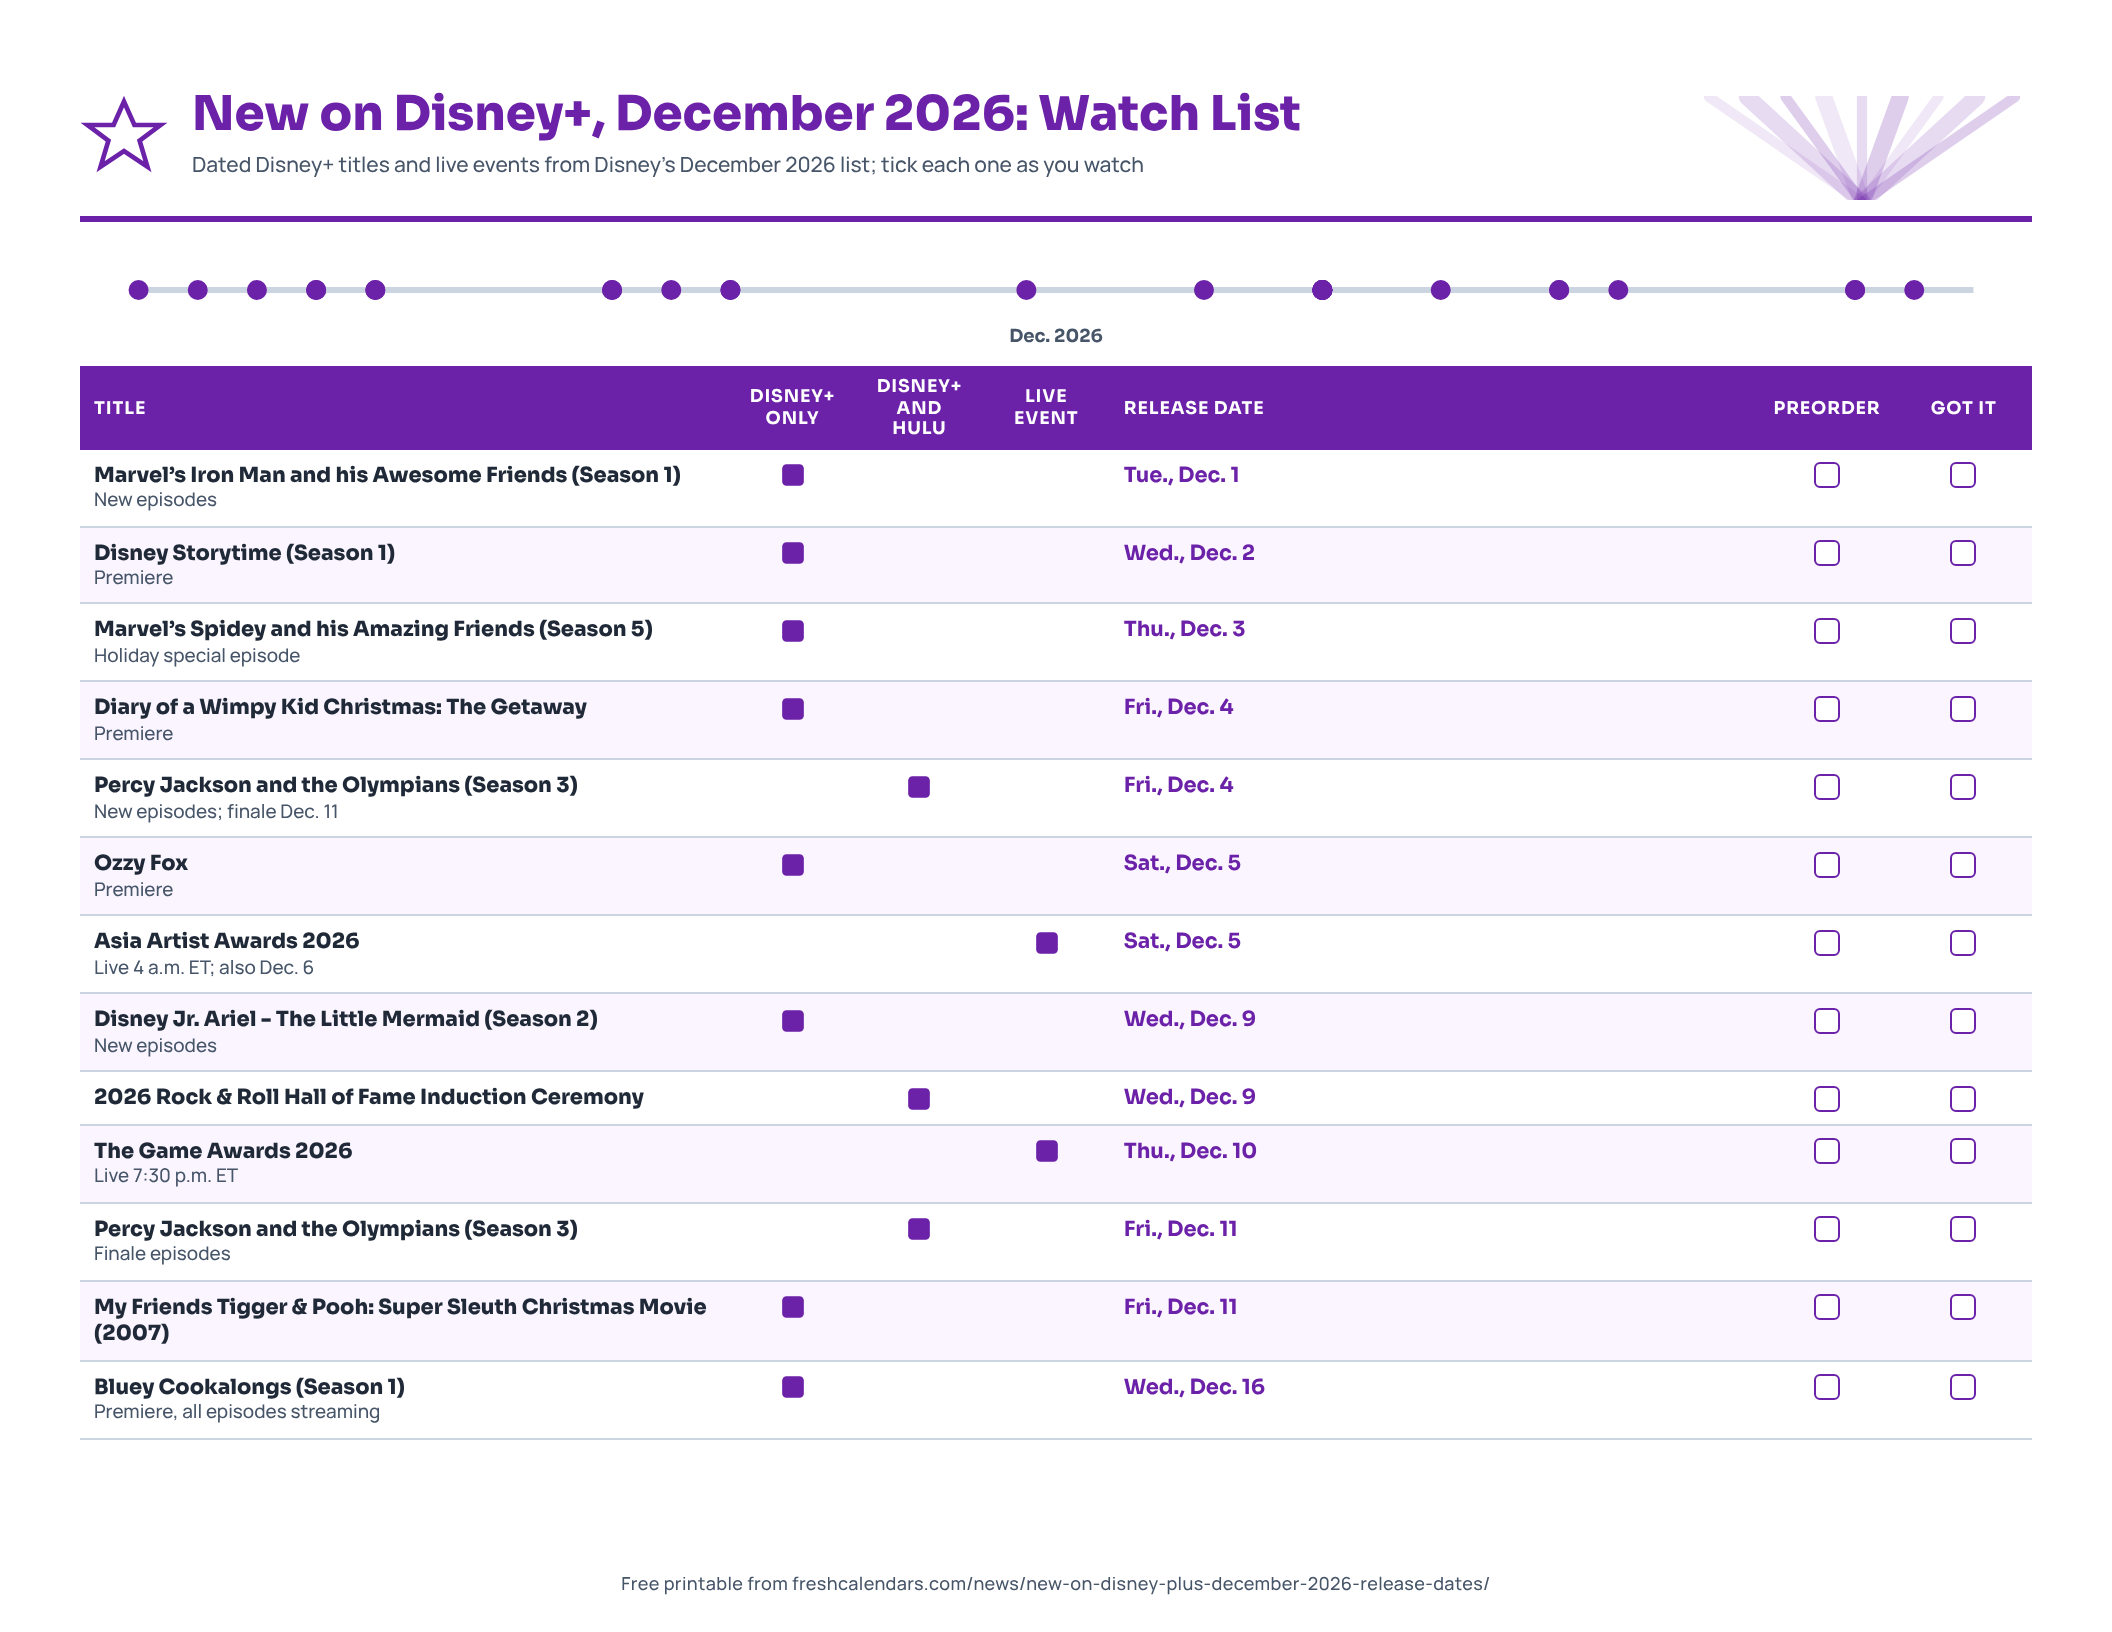 New on Disney+, December 2026: Watch List
Dated Disney+ titles and live events from Disney’s December 2026 list; tick each one as you watch
Dec. 2026
TITLE
DISNEY+
ONLY
DISNEY+
AND
HULU
LIVE
EVENT
RELEASE DATE
PREORDER
GOT IT
Marvel’s Iron Man and his Awesome Friends (Season 1)
Tue., Dec. 1
New episodes
Disney Storytime (Season 1)
Wed., Dec. 2
Premiere
Marvel’s Spidey and his Amazing Friends (Season 5)
Thu., Dec. 3
Holiday special episode
Diary of a Wimpy Kid Christmas: The Getaway
Fri., Dec. 4
Premiere
Percy Jackson and the Olympians (Season 3)
Fri., Dec. 4
New episodes; finale Dec. 11
Ozzy Fox
Sat., Dec. 5
Premiere
Asia Artist Awards 2026
Sat., Dec. 5
Live 4 a.m. ET; also Dec. 6
Disney Jr. Ariel – The Little Mermaid (Season 2)
Wed., Dec. 9
New episodes
2026 Rock & Roll Hall of Fame Induction Ceremony
Wed., Dec. 9
The Game Awards 2026
Thu., Dec. 10
Live 7:30 p.m. ET
Percy Jackson and the Olympians (Season 3)
Fri., Dec. 11
Finale episodes
My Friends Tigger & Pooh: Super Sleuth Christmas Movie
(2007)
Fri., Dec. 11
Bluey Cookalongs (Season 1)
Wed., Dec. 16
Premiere, all episodes streaming
Free printable from freshcalendars.com/news/new-on-disney-plus-december-2026-release-dates/